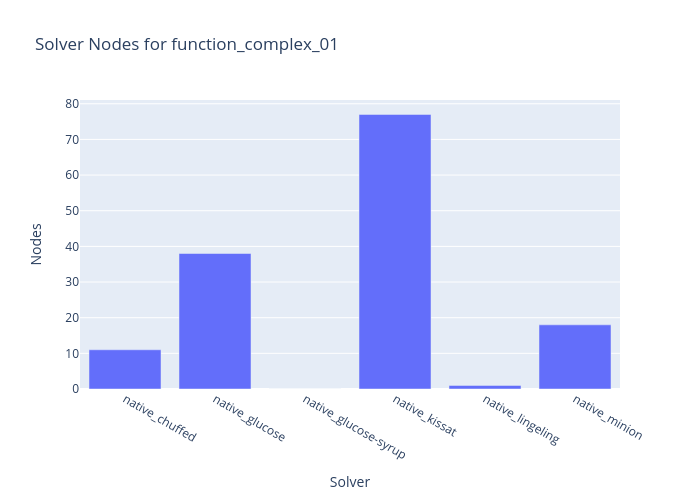 Solver Nodes for function_complex_01
Nodes
80
70
60
50
40
30
20
10
0
native_chuffed
native_glucose
native_glucose-syrup
native_kissat
native_lingeling
native_minion
Solver